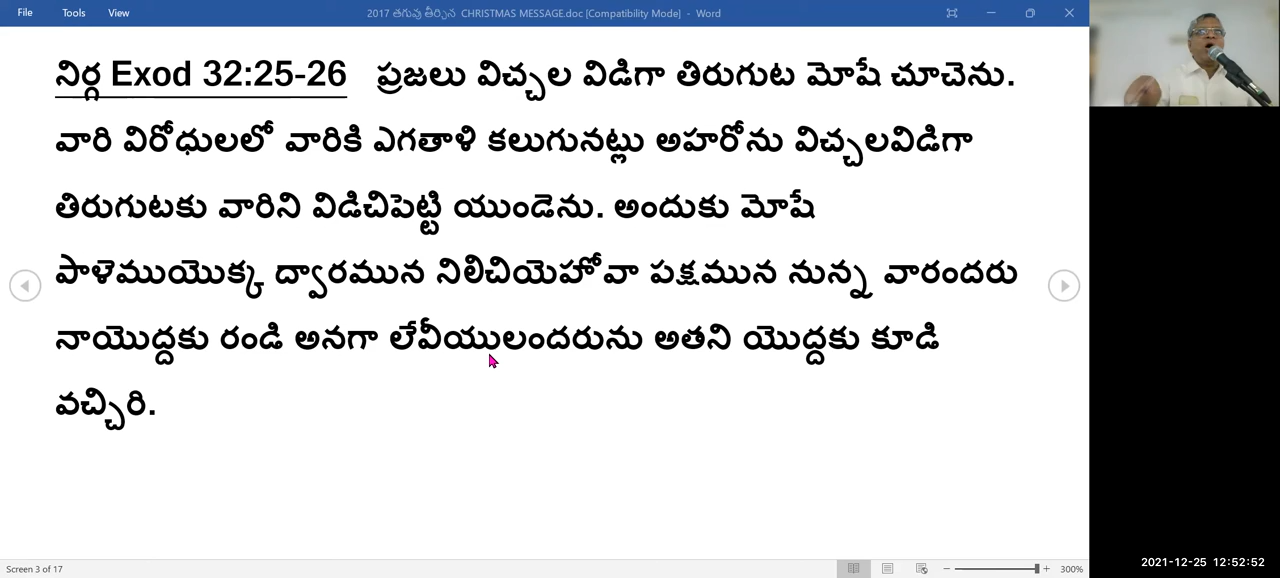 File Tools View 2017 తగువు తీర్చిన CHRISTMAS MESSAGE.doc [Compatibility Mode] - Word
నిర్గ Exod 32:25-26 ప్రజలు విచ్చల విడిగా తిరుగుట మోషే చూచెను.
వారి విరోధులలో వారికి ఎగతాళి కలుగునట్లు అహరోను విచ్చలవిడిగా
తిరుగుటకు వారిని విడిచిపెట్టి యుండెను. అందుకు మోషే
పాళెముయొక్క ద్వారమున నిలిచియెహోవా పక్షమున నున్న వారందరు
నాయొద్దకు రండి అనగా లేవీయులందరును అతని యొద్దకు కూడి
వచ్చిరి.
Screen 3 of 17 300%
2021-12-25 12:52:52